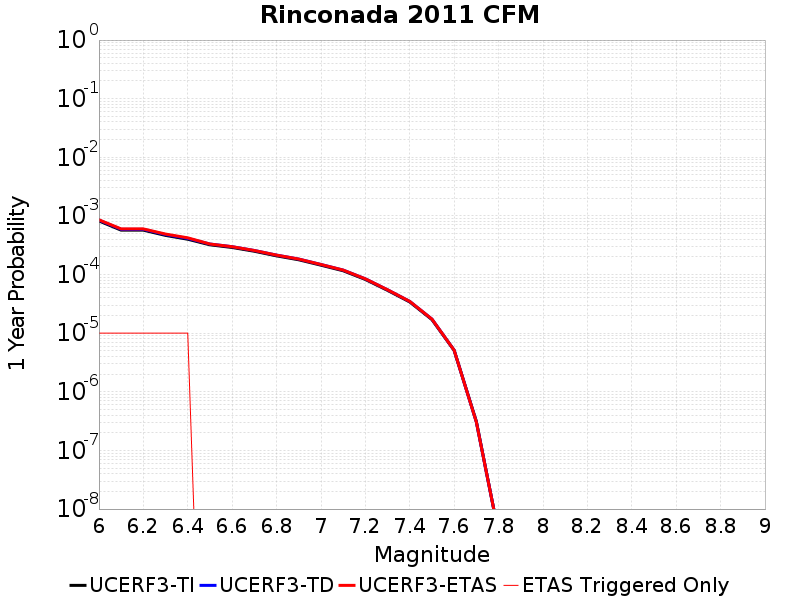 Rinconada 2011 CFM
1 Year Probability
10^0
10^-1
10^-2
10^-3
10^-4
10^-5
10^-6
10^-7
10^-8
6 6.2 6.4 6.6 6.8 7 7.2 7.4 7.6 7.8 8 8.2 8.4 8.6 8.8 9
Magnitude
UCERF3-TI UCERF3-TD UCERF3-ETAS ETAS Triggered Only